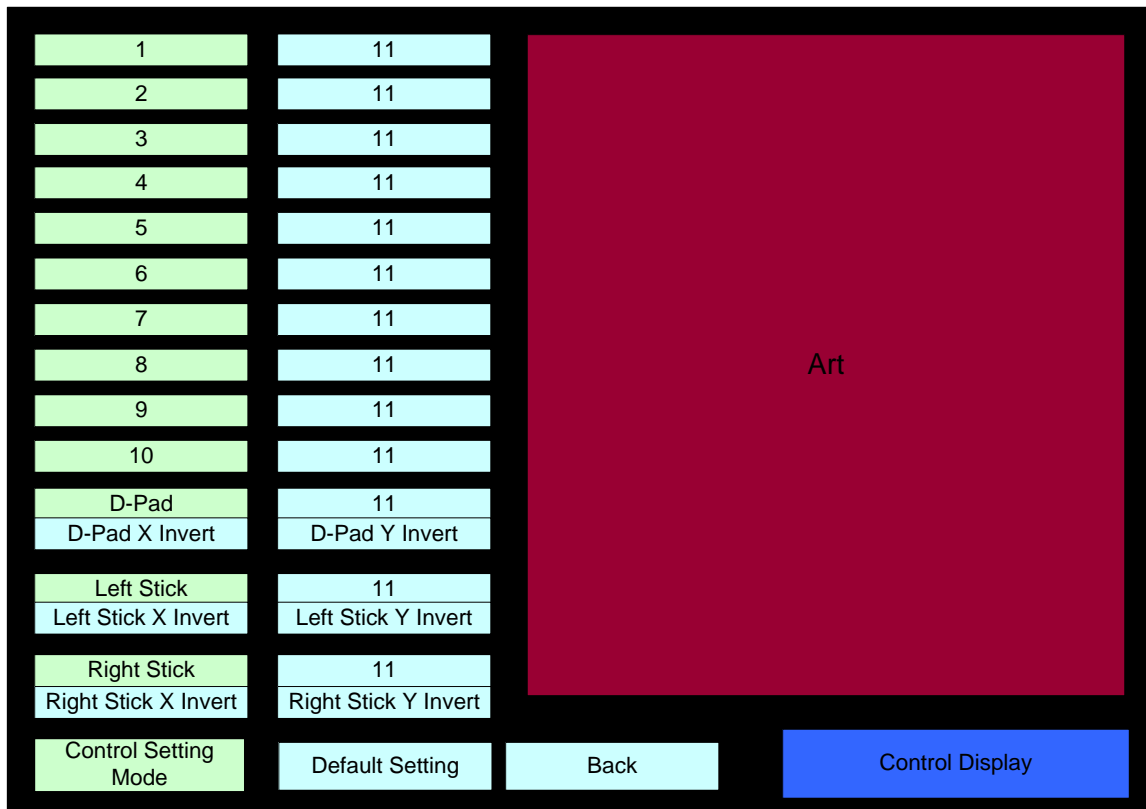 1 11
2 11
3 11
4 11
5 11
6 11
7 11
8 11
9 11
10 11
D-Pad 11
D-Pad X Invert D-Pad Y Invert
Left Stick 11
Left Stick X Invert Left Stick Y Invert
Right Stick 11
Right Stick X Invert Right Stick Y Invert
Art
Control Setting
Mode
Default Setting
Back
Control Display